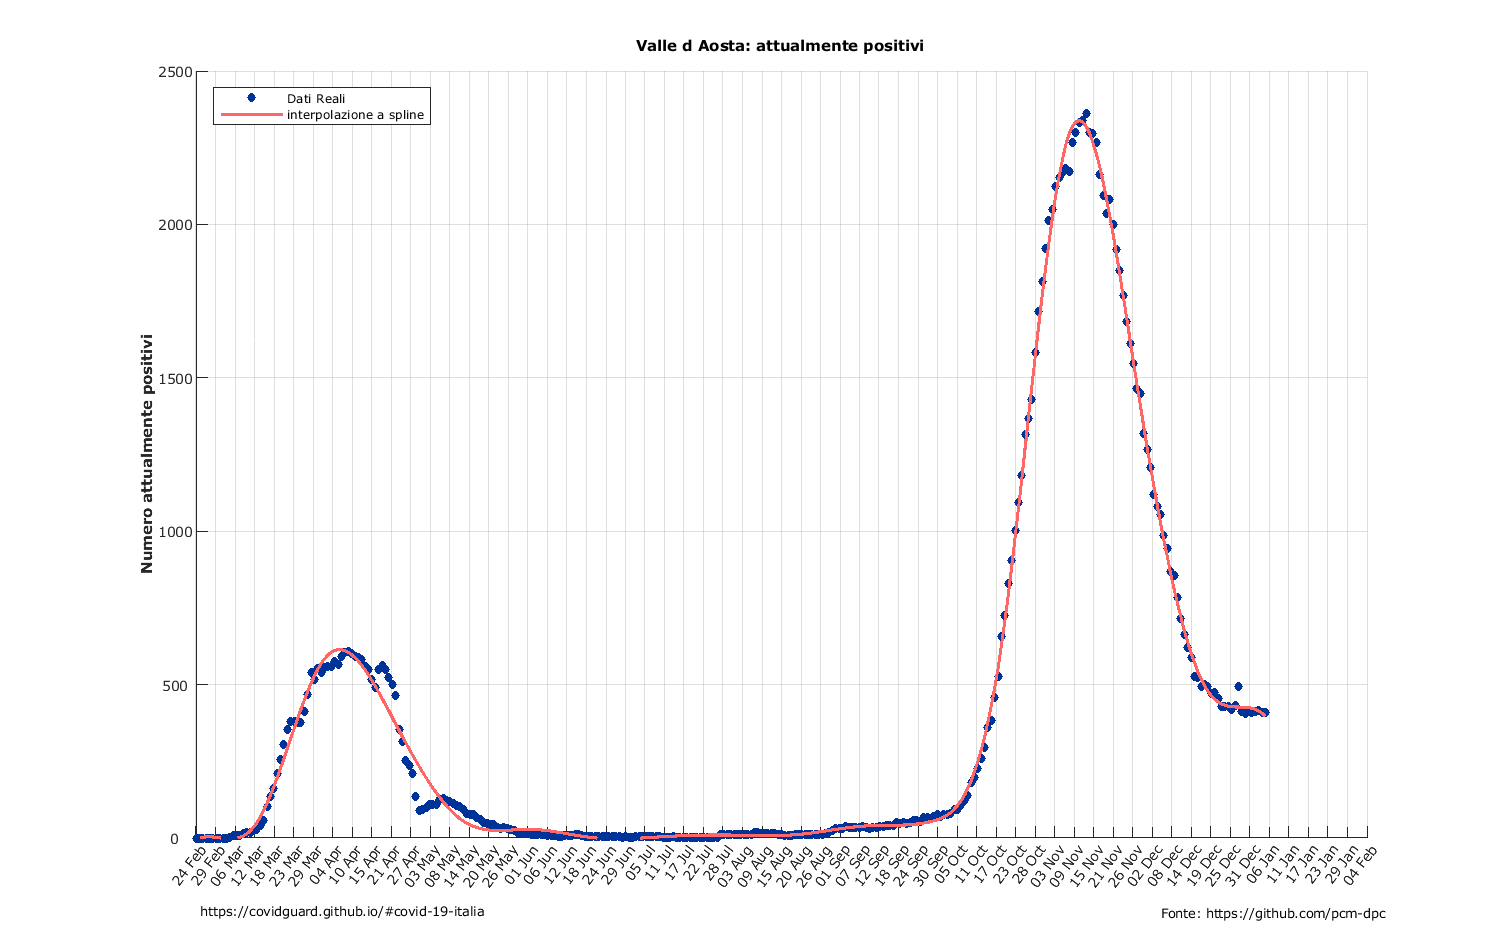 Valle d Aosta: attualmente positivi
Dati Reali
interpolazione a spline
Numero attualmente positivi
2500
2000
1500
1000
500
0
24 Feb
29 Feb
06 Mar
12 Mar
18 Mar
23 Mar
29 Mar
04 Apr
10 Apr
15 Apr
21 Apr
27 Apr
03 May
08 May
14 May
20 May
26 May
01 Jun
06 Jun
12 Jun
18 Jun
24 Jun
29 Jun
05 Jul
11 Jul
17 Jul
22 Jul
28 Jul
03 Aug
09 Aug
15 Aug
20 Aug
26 Aug
01 Sep
07 Sep
12 Sep
18 Sep
24 Sep
30 Sep
05 Oct
11 Oct
17 Oct
23 Oct
28 Oct
03 Nov
09 Nov
15 Nov
21 Nov
26 Nov
02 Dec
08 Dec
14 Dec
19 Dec
25 Dec
31 Dec
06 Jan
11 Jan
17 Jan
23 Jan
29 Jan
04 Feb
https://covidguard.github.io/#covid-19-italia
Fonte: https://github.com/pcm-dpc